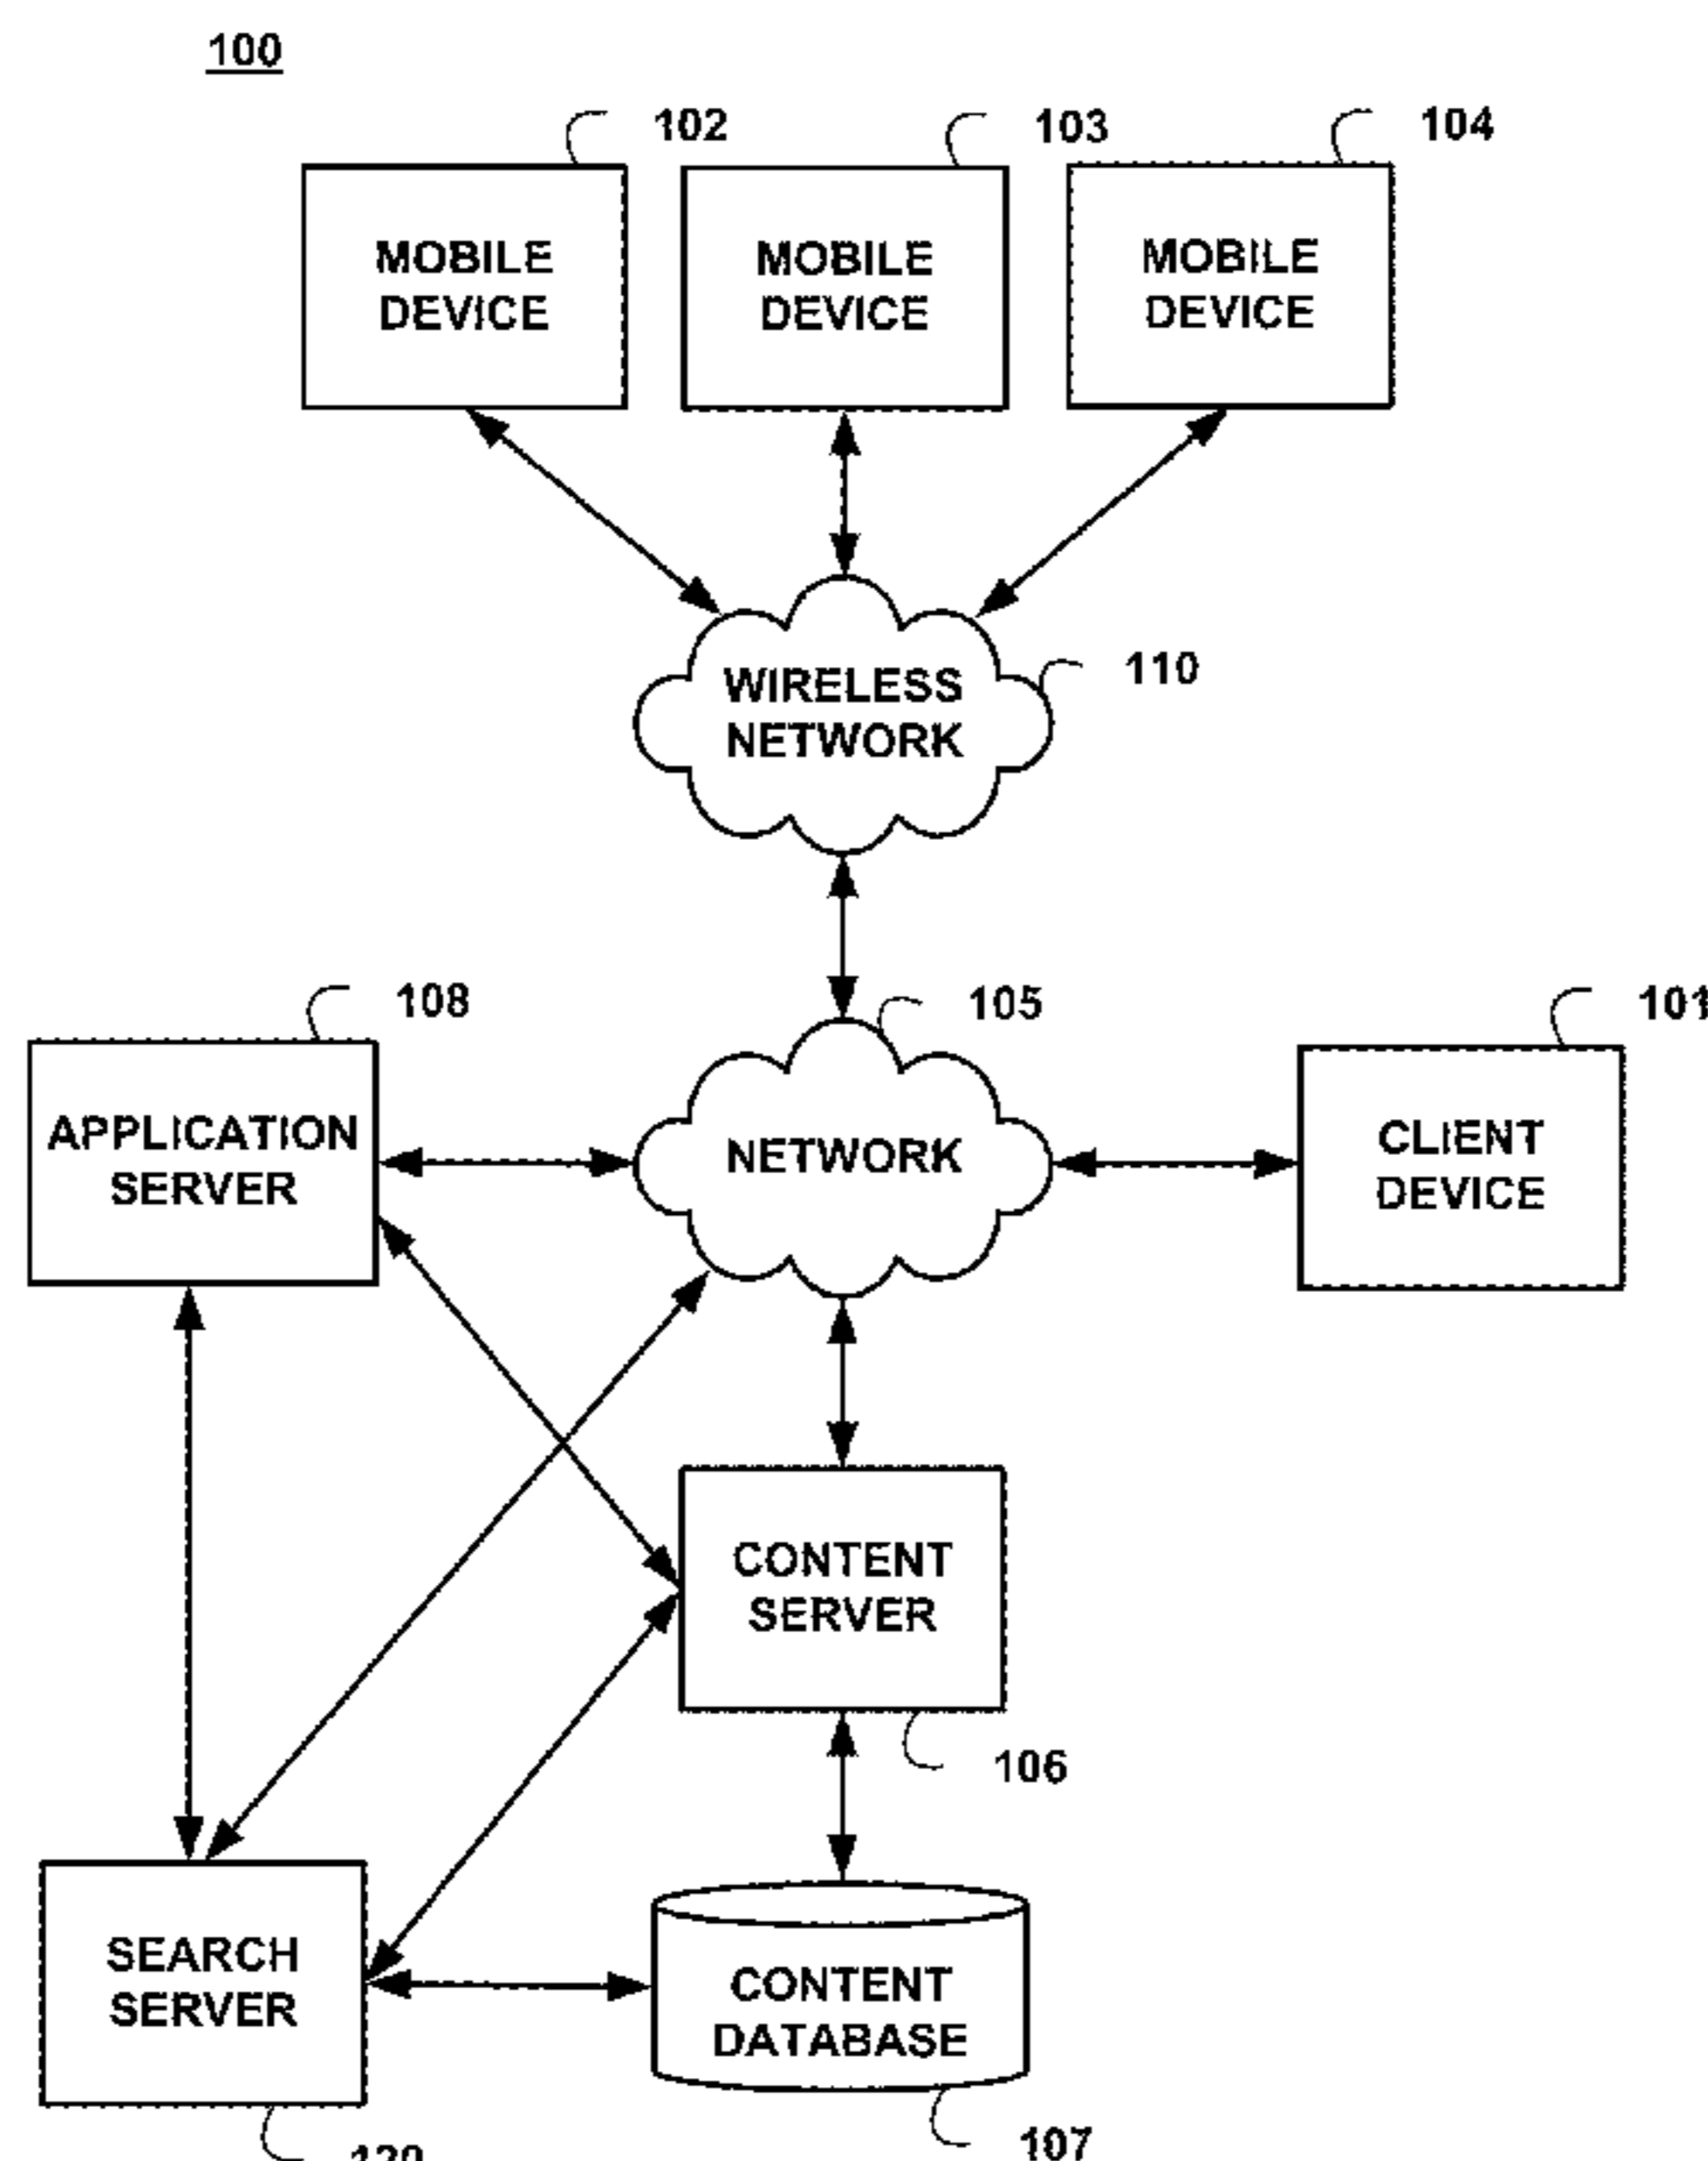 100
102
103
104
MOBILE
DEVICE
MOBILE
DEVICE
MOBILE
DEVICE
110
WIRELESS
NETWORK
108
105
101
APPLICATION
SERVER
NETWORK
CLIENT
DEVICE
CONTENT
SERVER
106
SEARCH
SERVER
CONTENT
DATABASE
107